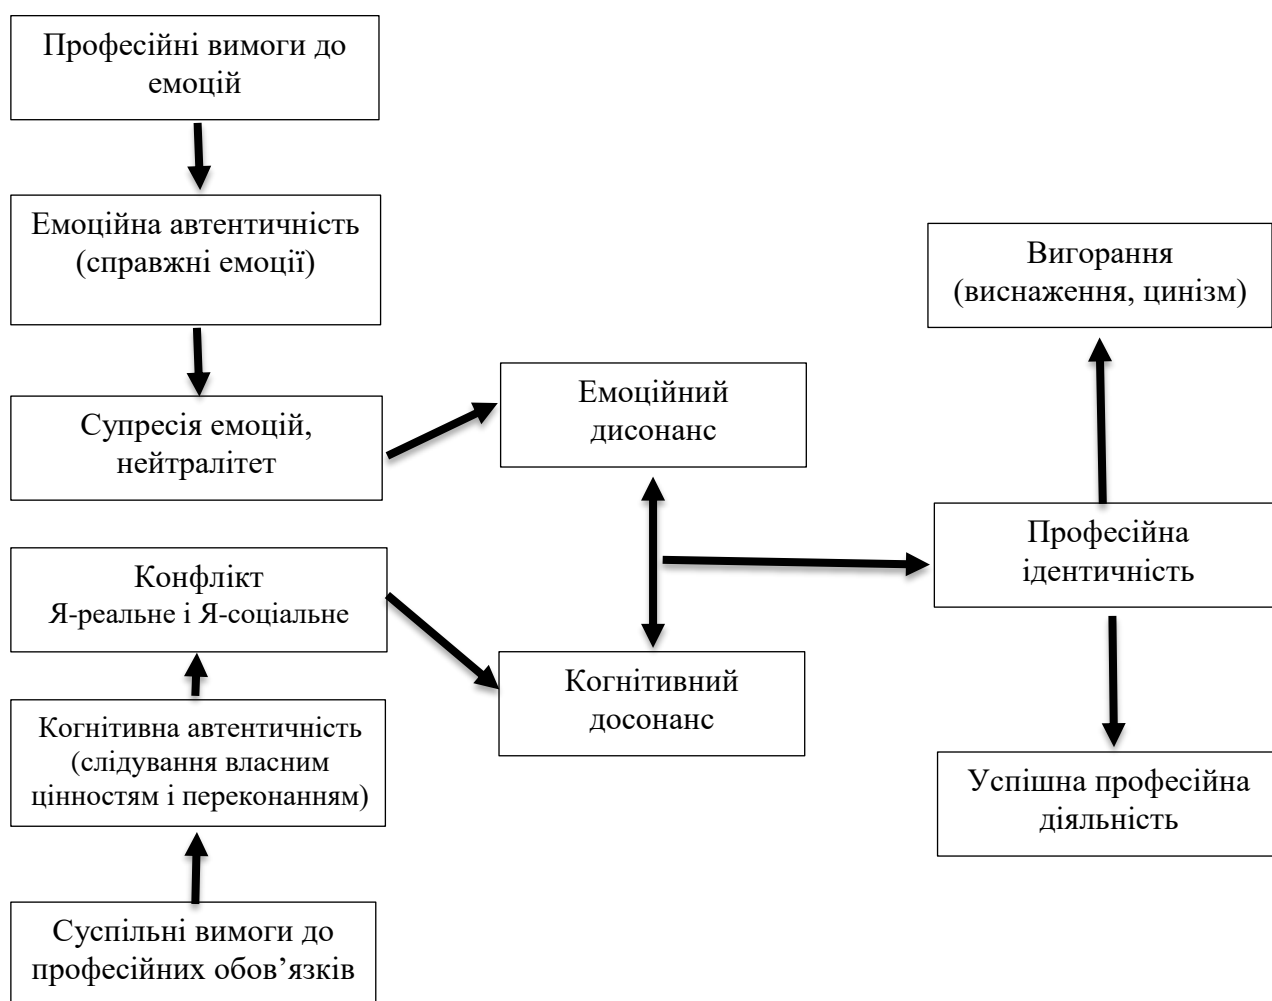 Професійні вимоги до
емоцій
Емоційна автентичність
(справжні емоції)
Супресія емоцій,
нейтралітет
Конфлікт
Я-реальне і Я-соціальне
Когнітивна автентичність
(слідування власним
цінностям і переконанням)
Суспільні вимоги до
професійних обов’язків
Емоційний
дисонанс
Когнітивний
досонанс
Вигорання
(виснаження, цинізм)
Професійна
ідентичність
Успішна професійна
діяльність